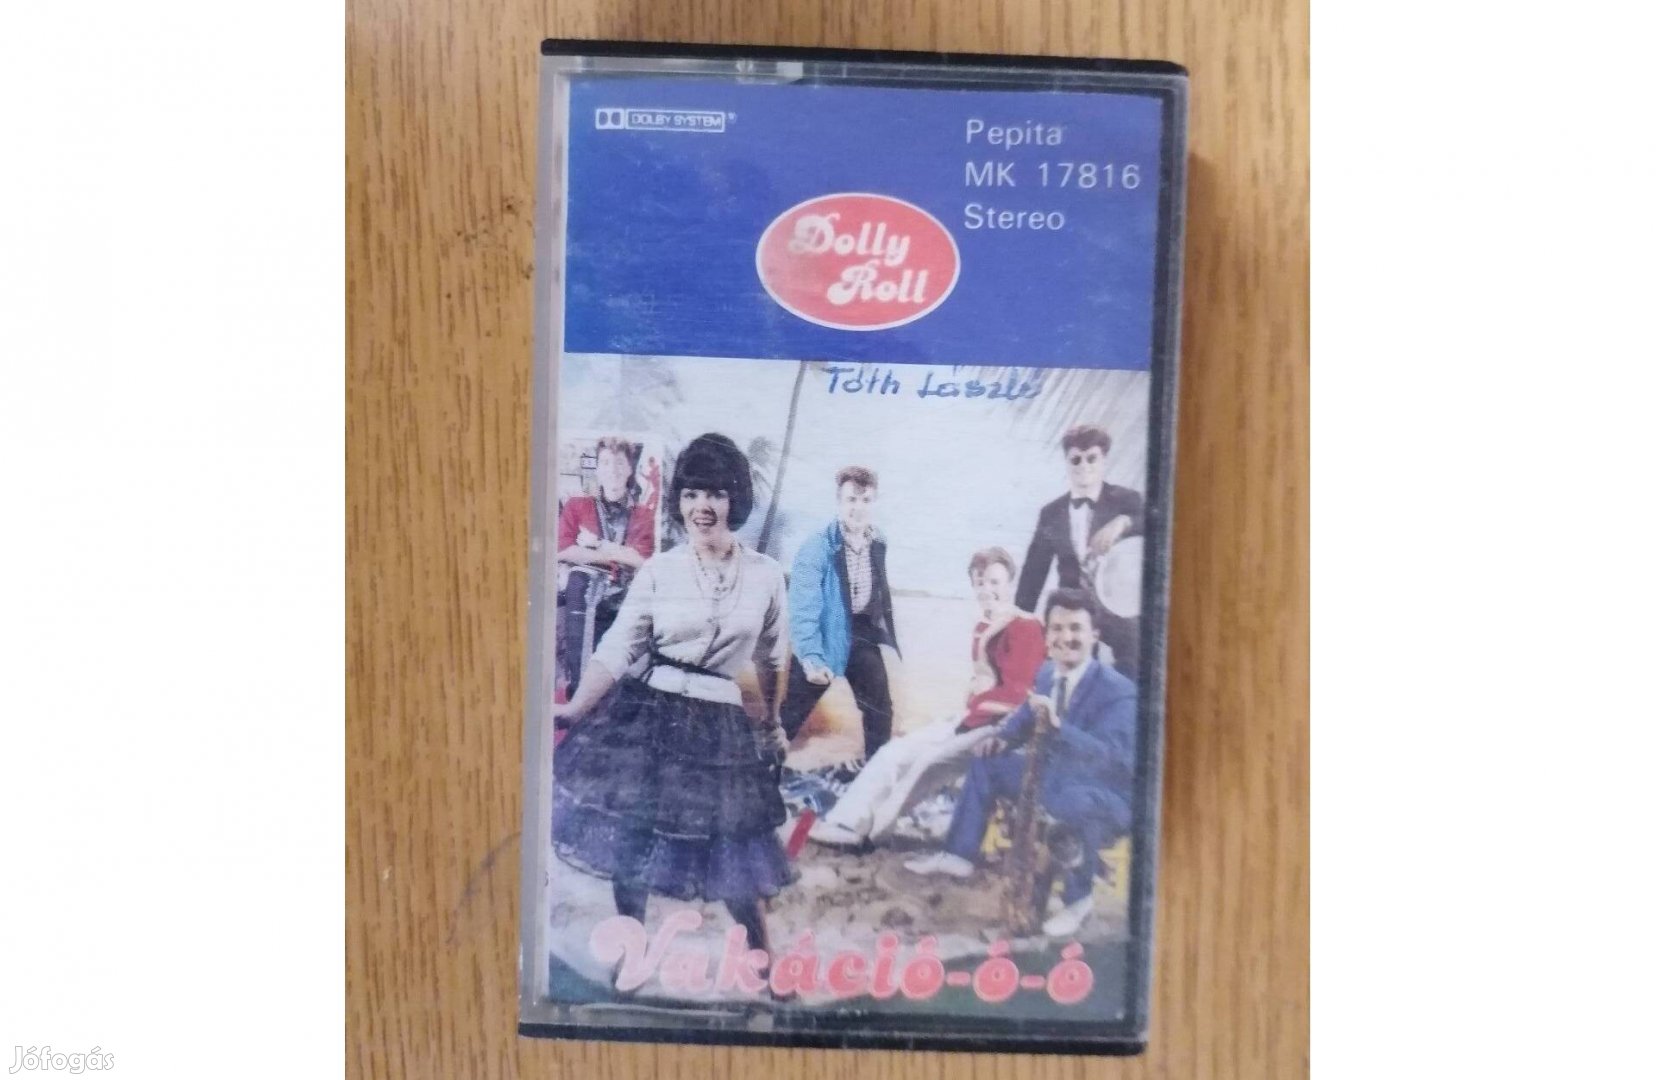 DOLBY SYSTEM®
Pepita
MK 17816
Stereo
Dolly
Roll
Tóth László
Vakáció-ó-ó
Jófogás